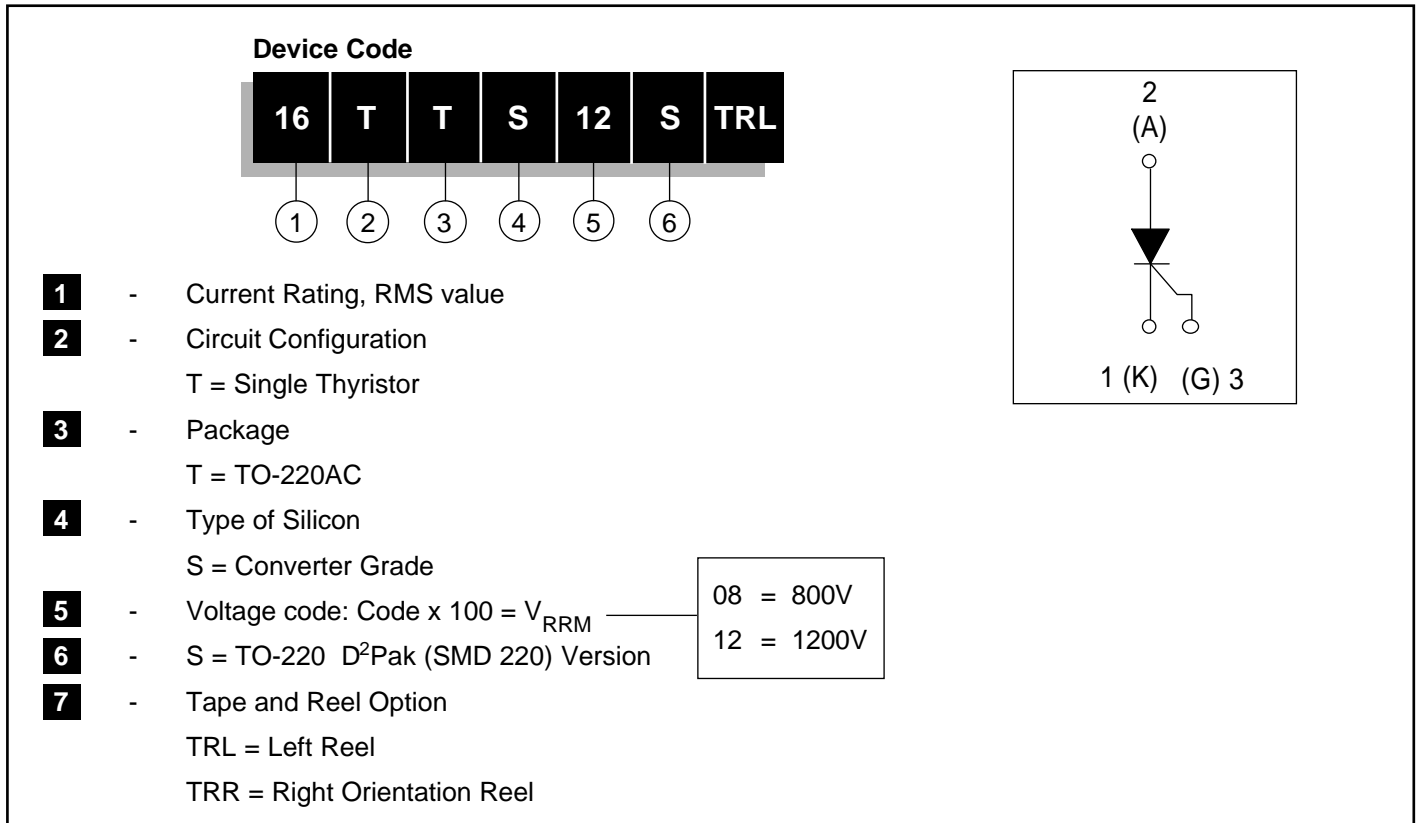 Device Code
16 T T S 12 S TRL
1 2 3 4 5 6
2
(A)
1 (K) (G) 3
1 - Current Rating, RMS value
2 - Circuit Configuration
T = Single Thyristor
3 - Package
T = TO-220AC
4 - Type of Silicon
S = Converter Grade
5 - Voltage code: Code x 100 = VRRM
08 = 800V
12 = 1200V
6 - S = TO-220 D²Pak (SMD 220) Version
7 - Tape and Reel Option
TRL = Left Reel
TRR = Right Orientation Reel